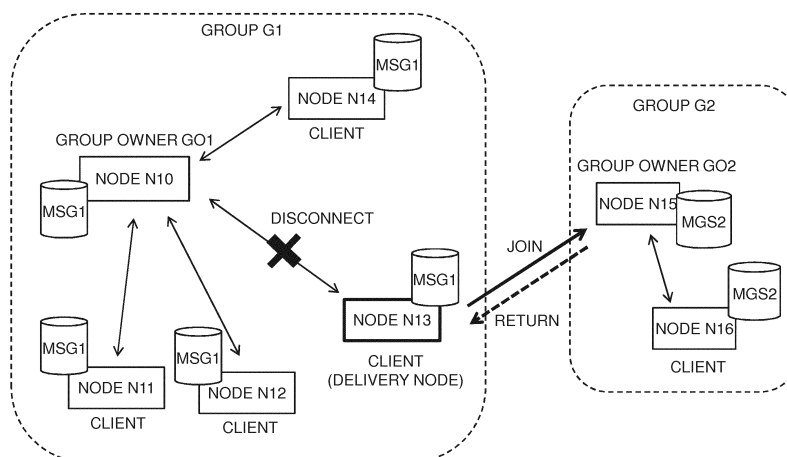 GROUP G1
MSG1
NODE N14
CLIENT
GROUP OWNER GO1
NODE N10
MSG1
DISCONNECT
MSG1
NODE N13
CLIENT
(DELIVERY NODE)
MSG1
NODE N11
CLIENT
MSG1
NODE N12
CLIENT
JOIN
RETURN
GROUP G2
GROUP OWNER GO2
NODE N15
MGS2
MGS2
NODE N16
CLIENT